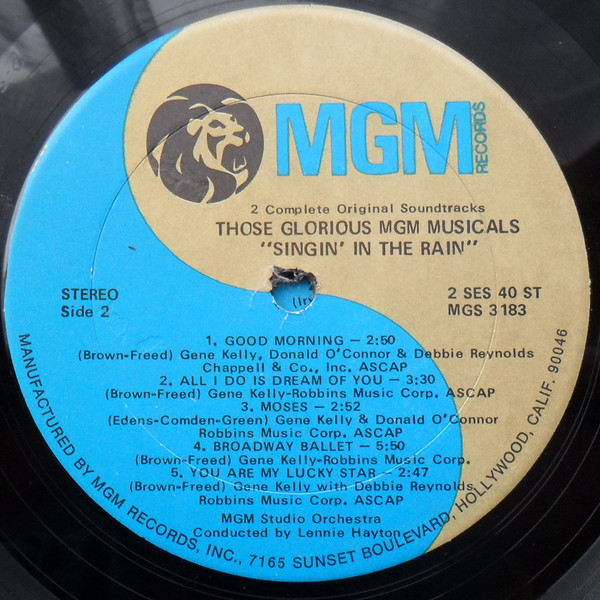 MGM
RECORDS
2 Complete Original Soundtracks
THOSE GLORIOUS MGM MUSICALS
"SINGIN' IN THE RAIN"
STEREO
Side 2
2 SES 40 ST
MGS 3183
1. GOOD MORNING – 2:50
(Brown-Freed) Gene Kelly, Donald O'Connor & Debbie Reynolds
Chappell & Co., Inc. ASCAP
2. ALL I DO IS DREAM OF YOU – 3:30
(Brown-Freed) Gene Kelly-Robbins Music Corp. ASCAP
3. MOSES – 2:52
(Edens-Comden-Green) Gene Kelly & Donald O'Connor
Robbins Music Corp. ASCAP
4. BROADWAY BALLET – 5:50
(Brown-Freed) Gene Kelly-Robbins Music Corp.
5. YOU ARE MY LUCKY STAR – 2:47
(Brown-Freed) Gene Kelly with Debbie Reynolds
Robbins Music Corp. ASCAP
MGM Studio Orchestra
Conducted by Lennie Hayton
MANUFACTURED BY MGM RECORDS, INC., 7165 SUNSET BOULEVARD, HOLLYWOOD, CALIF. 90046